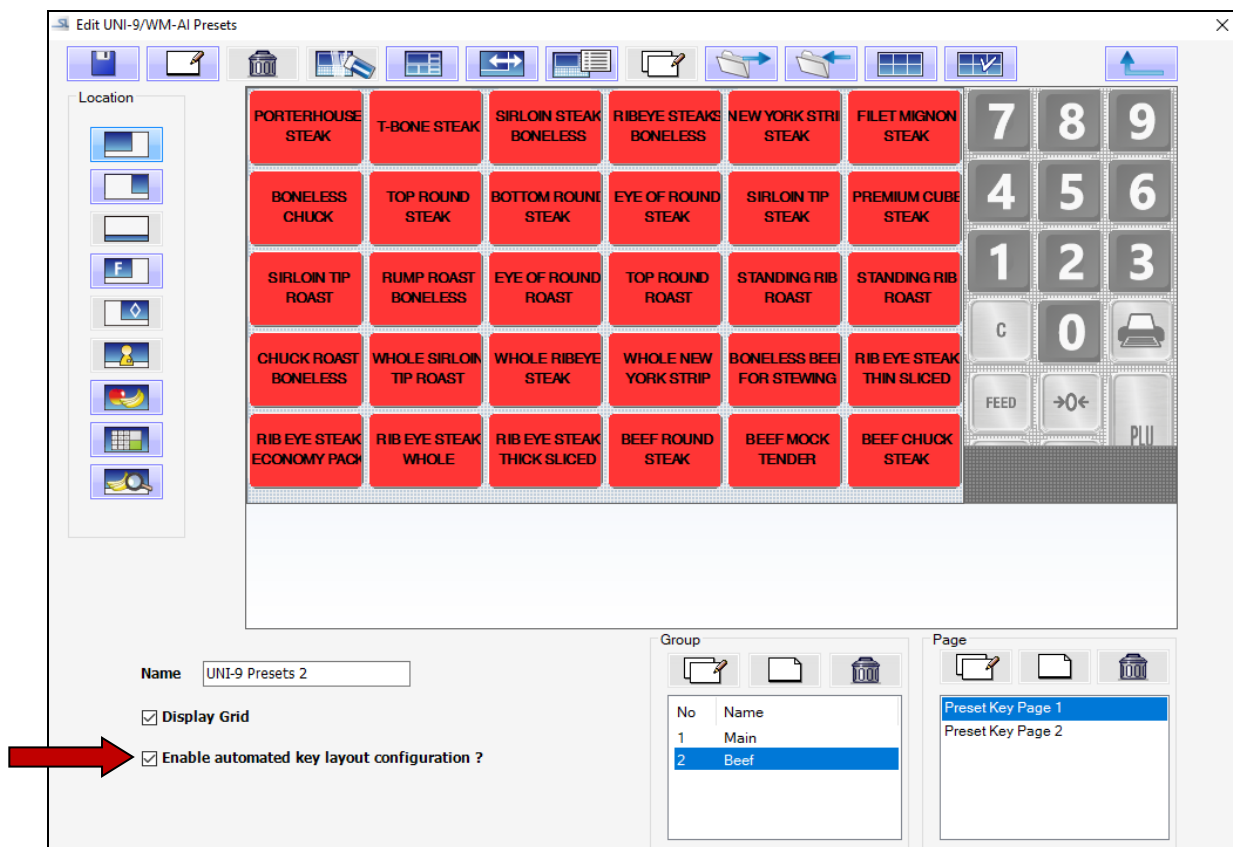 Edit UNI-9/WM-AI Presets
Location
F
PORTERHOUSE
STEAK
T-BONE STEAK
SIRLOIN STEAK
BONELESS
RIBEYE STEAKS
BONELESS
NEW YORK STRI
STEAK
FILET MIGNON
STEAK
7
8
9
BONELESS
CHUCK
TOP ROUND
STEAK
BOTTOM ROUND
STEAK
EYE OF ROUND
STEAK
SIRLOIN TIP
STEAK
PREMIUM CUBE
STEAK
4
5
6
SIRLOIN TIP
ROAST
RUMP ROAST
BONELESS
EYE OF ROUND
ROAST
TOP ROUND
ROAST
STANDING RIB
ROAST
STANDING RIB
ROAST
1
2
3
CHUCK ROAST
BONELESS
WHOLE SIRLOIN
TIP ROAST
WHOLE RIBEYE
STEAK
WHOLE NEW
YORK STRIP
BONELESS BEEF
FOR STEWING
RIB EYE STEAK
THIN SLICED
C
0
RIB EYE STEAK
ECONOMY PACK
RIB EYE STEAK
WHOLE
RIB EYE STEAK
THICK SLICED
BEEF ROUND
STEAK
BEEF MOCK
TENDER
BEEF CHUCK
STEAK
FEED
→0←
PLU
Name UNI-9 Presets 2
Display Grid
Enable automated key layout configuration ?
Group
No Name
1 Main
2 Beef
Page
Preset Key Page 1
Preset Key Page 2